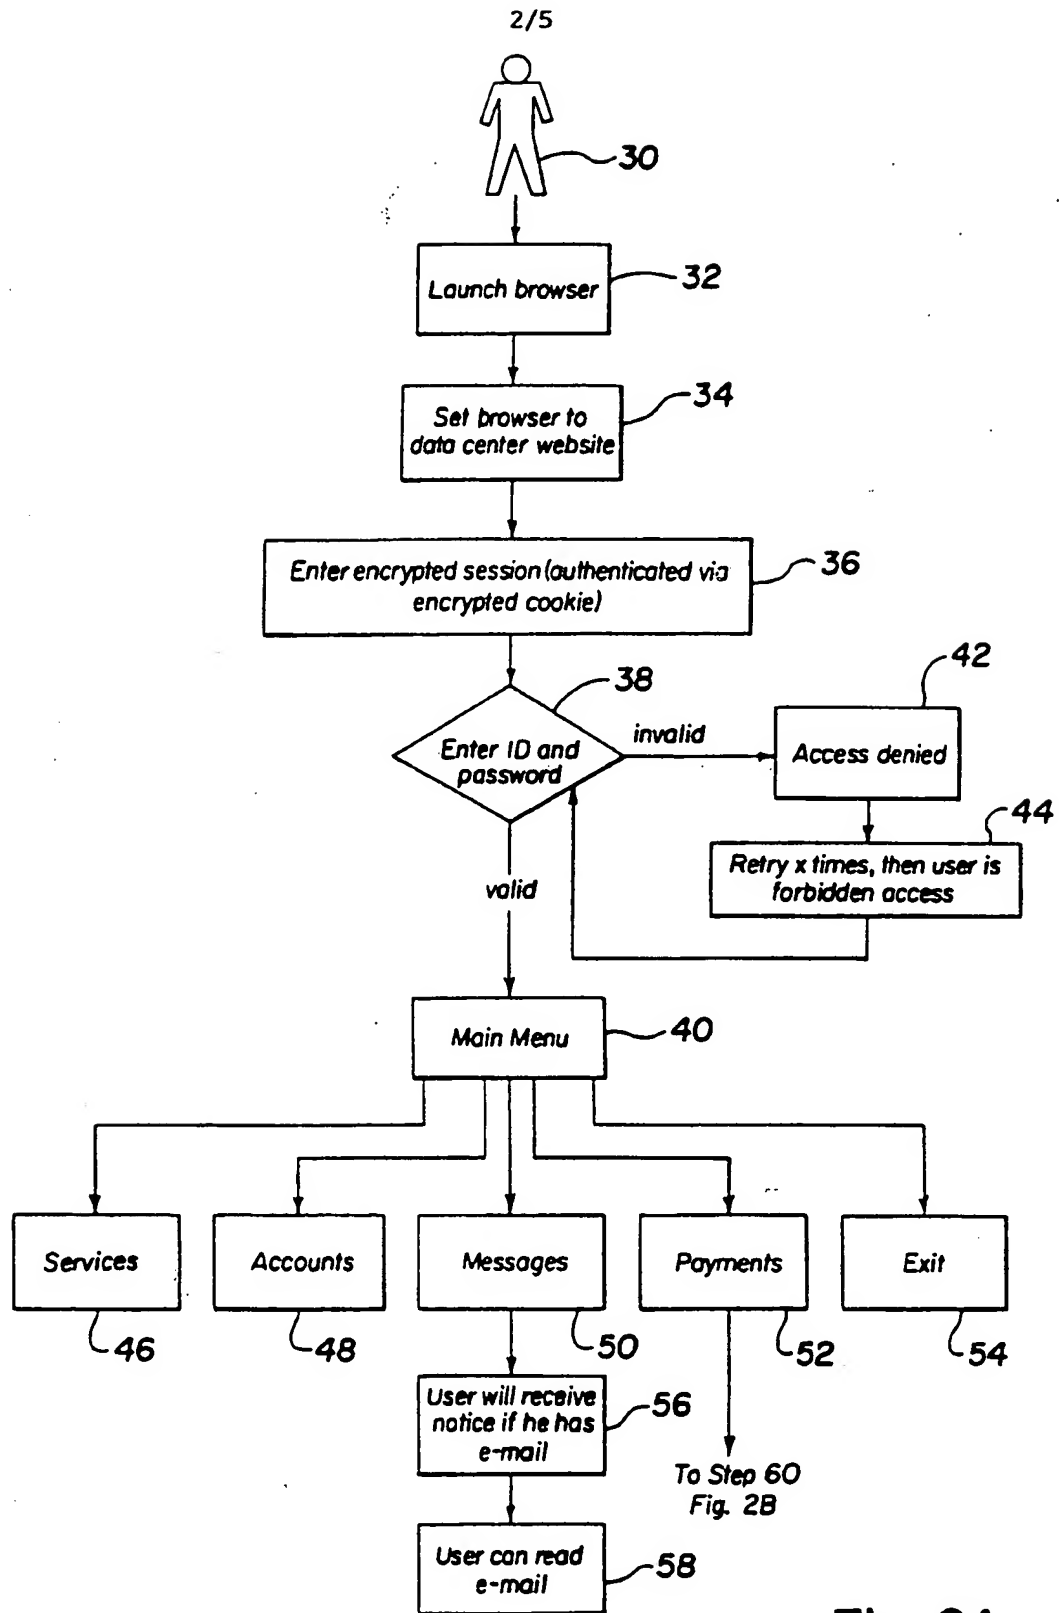 2/5
30
Launch browser
32
Set browser to
data center website
34
Enter encrypted session (authenticated via
encrypted cookie)
36
Enter ID and
password
38
invalid
Access denied
42
Retry x times, then user is
forbidden access
44
valid
Main Menu
40
Services
46
Accounts
48
Messages
50
Payments
52
Exit
54
User will receive
notice if he has
e-mail
56
To Step 60
Fig. 2B
User can read
e-mail
58